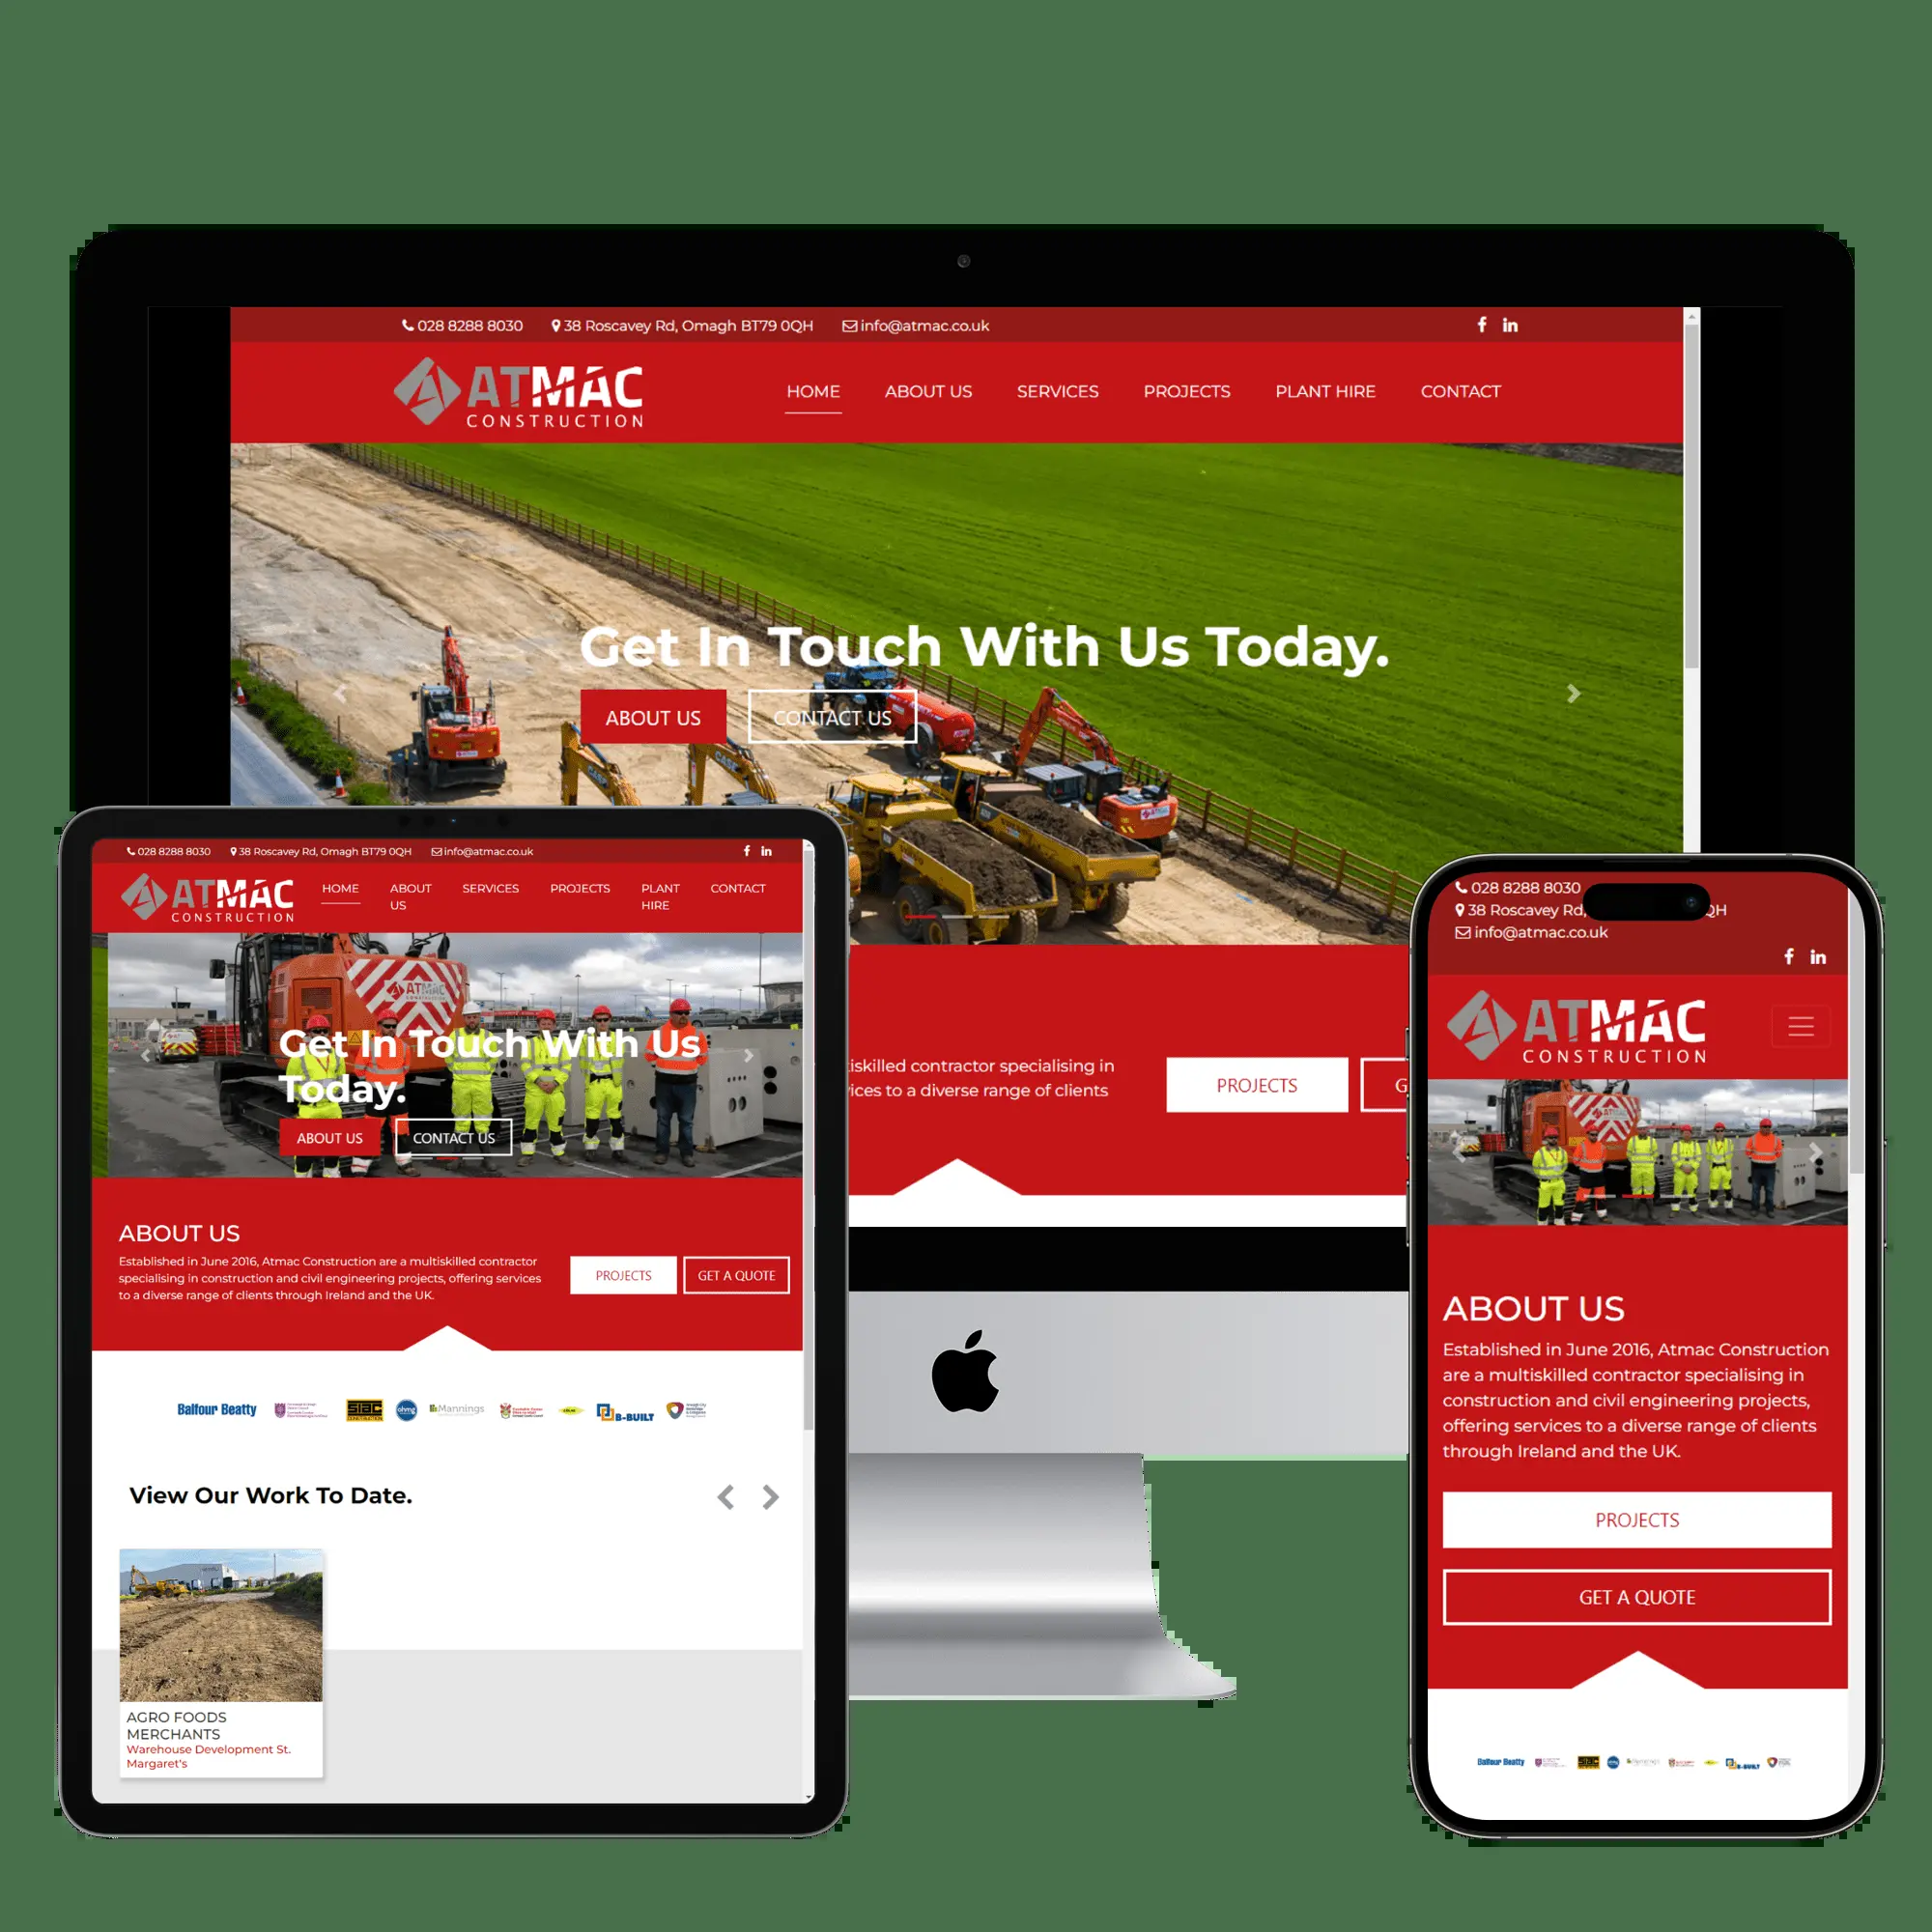 028 8288 8030 38 Roscavey Rd, Omagh BT79 0QH info@atmac.co.uk
ATMAC
CONSTRUCTION
HOME ABOUT US SERVICES PROJECTS PLANT HIRE CONTACT
Get In Touch With Us Today.
ABOUT US CONTACT US
CASE CASE
iskilled contractor specialising in
ices to a diverse range of clients
PROJECTS G
028 8288 8030 38 Roscavey Rd, Omagh BT79 0QH info@atmac.co.uk
ATMAC
CONSTRUCTION
HOME ABOUT US SERVICES PROJECTS PLANT HIRE CONTACT
ATMAC
Get In Touch With Us
Today.
ABOUT US CONTACT US
ABOUT US
Established in June 2016, Atmac Construction are a multiskilled contractor
specialising in construction and civil engineering projects, offering services
to a diverse range of clients through Ireland and the UK.
PROJECTS GET A QUOTE
Balfour Beatty SIAC CONSTRUCTION ohmg Mannings B-BUILT
View Our Work To Date.
AGRO FOODS
MERCHANTS
Warehouse Development St.
Margaret's
028 8288 8030
38 Roscavey Rd, QH
info@atmac.co.uk
ATMAC
CONSTRUCTION
ABOUT US
Established in June 2016, Atmac Construction
are a multiskilled contractor specialising in
construction and civil engineering projects,
offering services to a diverse range of clients
through Ireland and the UK.
PROJECTS
GET A QUOTE
Balfour Beatty SIAC B-BUILT